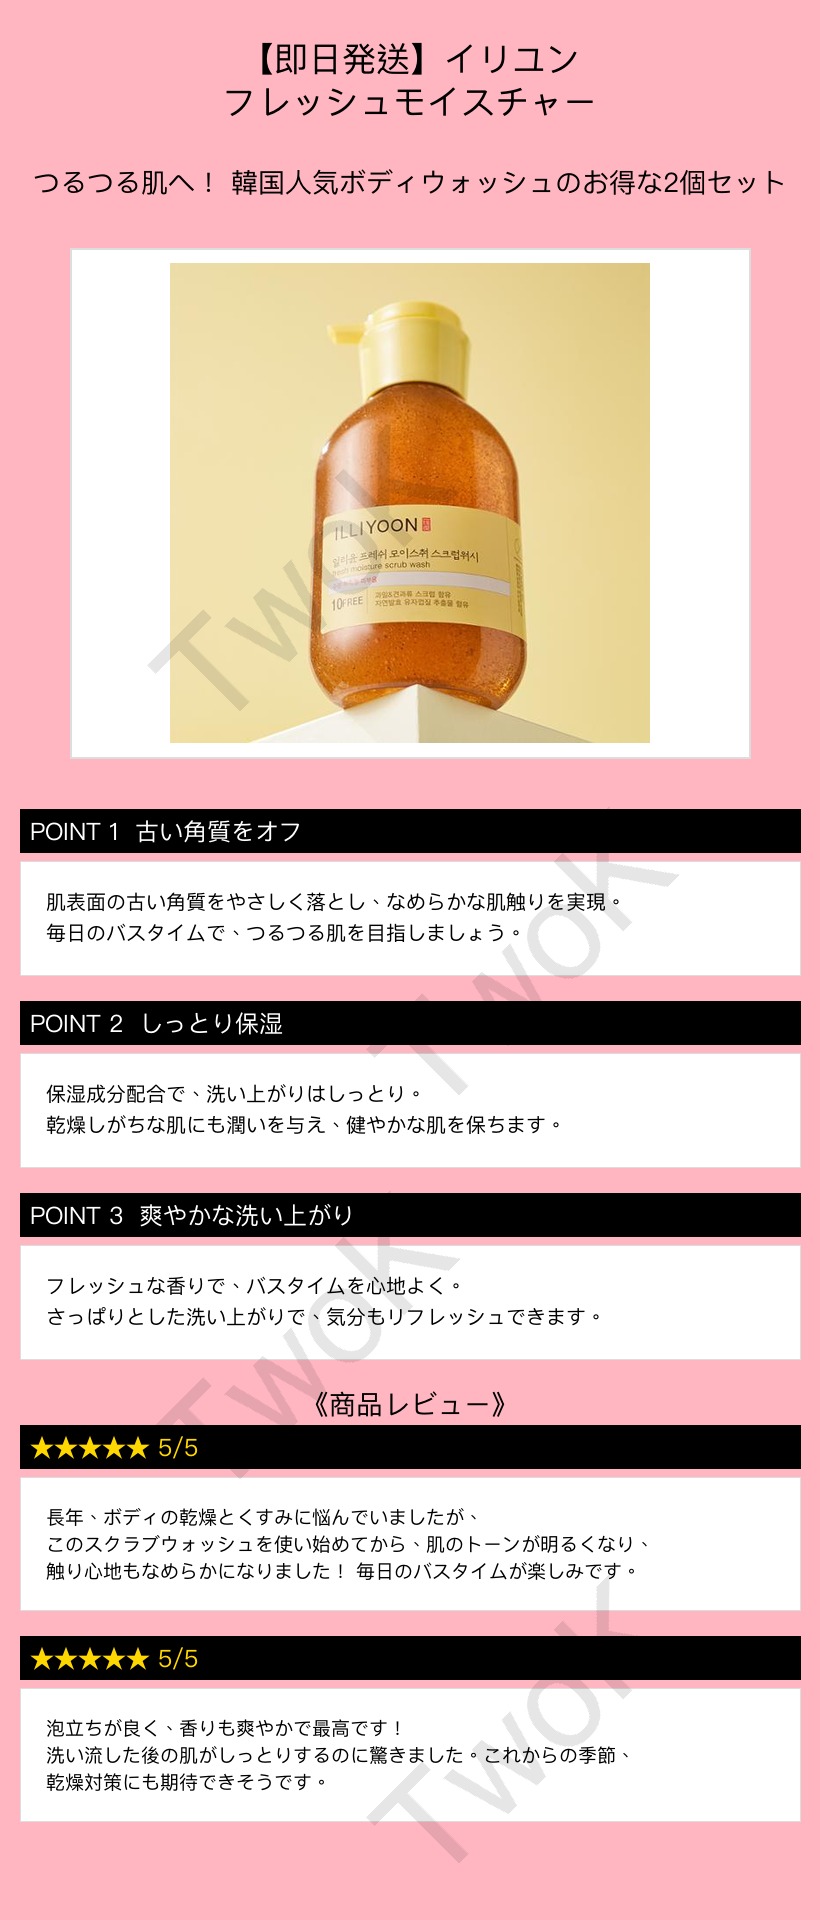 【即日発送】イリユン
フレッシュモイスチャー
つるつる肌へ！ 韓国人気ボディウォッシュのお得な2個セット
ILLIYOON
일리윤 프레쉬 모이스춰 스크럽워시
fresh moisture scrub wash
10FREE
과일&견과류 스크럽 함유
자연발효 유자껍질 추출물 함유
Twok
POINT 1 古い角質をオフ
肌表面の古い角質をやさしく落とし、なめらかな肌触りを実現。
毎日のバスタイムで、つるつる肌を目指しましょう。
Twok
POINT 2 しっとり保湿
保湿成分配合で、洗い上がりはしっとり。
乾燥しがちな肌にも潤いを与え、健やかな肌を保ちます。
POINT 3 爽やかな洗い上がり
フレッシュな香りで、バスタイムを心地よく。
さっぱりとした洗い上がりで、気分もリフレッシュできます。
Twok
《商品レビュー》
★★★★★ 5/5
長年、ボディの乾燥とくすみに悩んでいましたが、
このスクラブウォッシュを使い始めてから、肌のトーンが明るくなり、
触り心地もなめらかになりました！ 毎日のバスタイムが楽しみです。
★★★★★ 5/5
泡立ちが良く、香りも爽やかで最高です！
洗い流した後の肌がしっとりするのに驚きました。これからの季節、
乾燥対策にも期待できそうです。
Twok